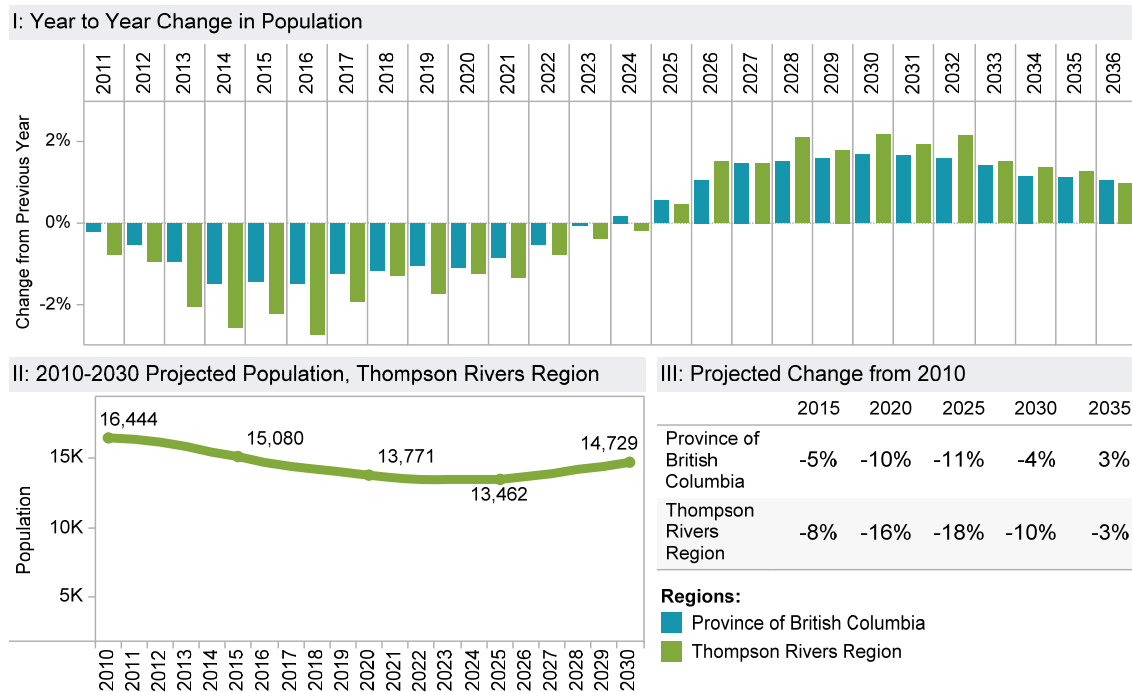 I: Year to Year Change in Population
2011 2012 2013 2014 2015 2016 2017 2018 2019 2020 2021 2022 2023 2024 2025 2026 2027 2028 2029 2030 2031 2032 2033 2034 2035 2036
Change from Previous Year
2%
0%
-2%
II: 2010-2030 Projected Population, Thompson Rivers Region
Population
15K
10K
5K
16,444
15,080
13,771
13,462
14,729
2010 2011 2012 2013 2014 2015 2016 2017 2018 2019 2020 2021 2022 2023 2024 2025 2026 2027 2028 2029 2030
III: Projected Change from 2010
2015 2020 2025 2030 2035
Province of
British
Columbia
-5% -10% -11% -4% 3%
Thompson
Rivers
Region
-8% -16% -18% -10% -3%
Regions:
Province of British Columbia
Thompson Rivers Region